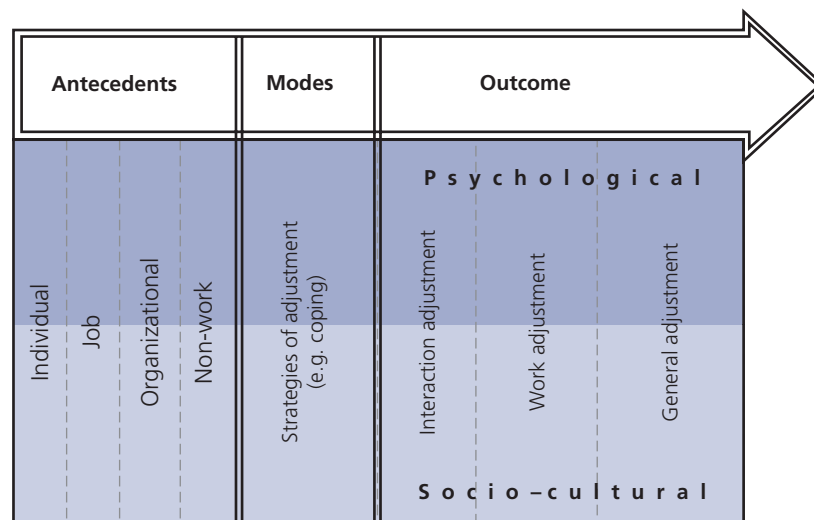 Antecedents
Modes
Outcome
Psychological
Individual
Job
Organizational
Non-work
Strategies of adjustment
(e.g. coping)
Interaction adjustment
Work adjustment
General adjustment
Socio-cultural